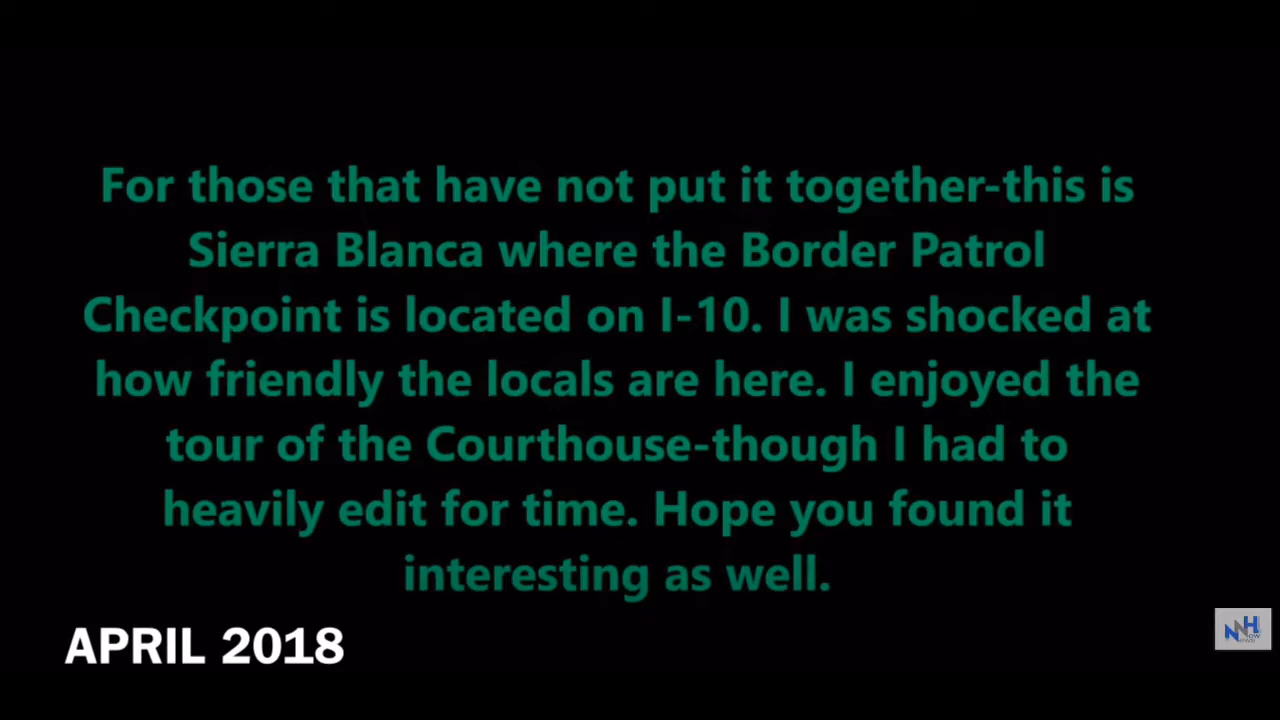 For those that have not put it together-this is
Sierra Blanca where the Border Patrol
Checkpoint is located on I-10. I was shocked at
how friendly the locals are here. I enjoyed the
tour of the Courthouse-though I had to
heavily edit for time. Hope you found it
interesting as well.
APRIL 2018
NNH